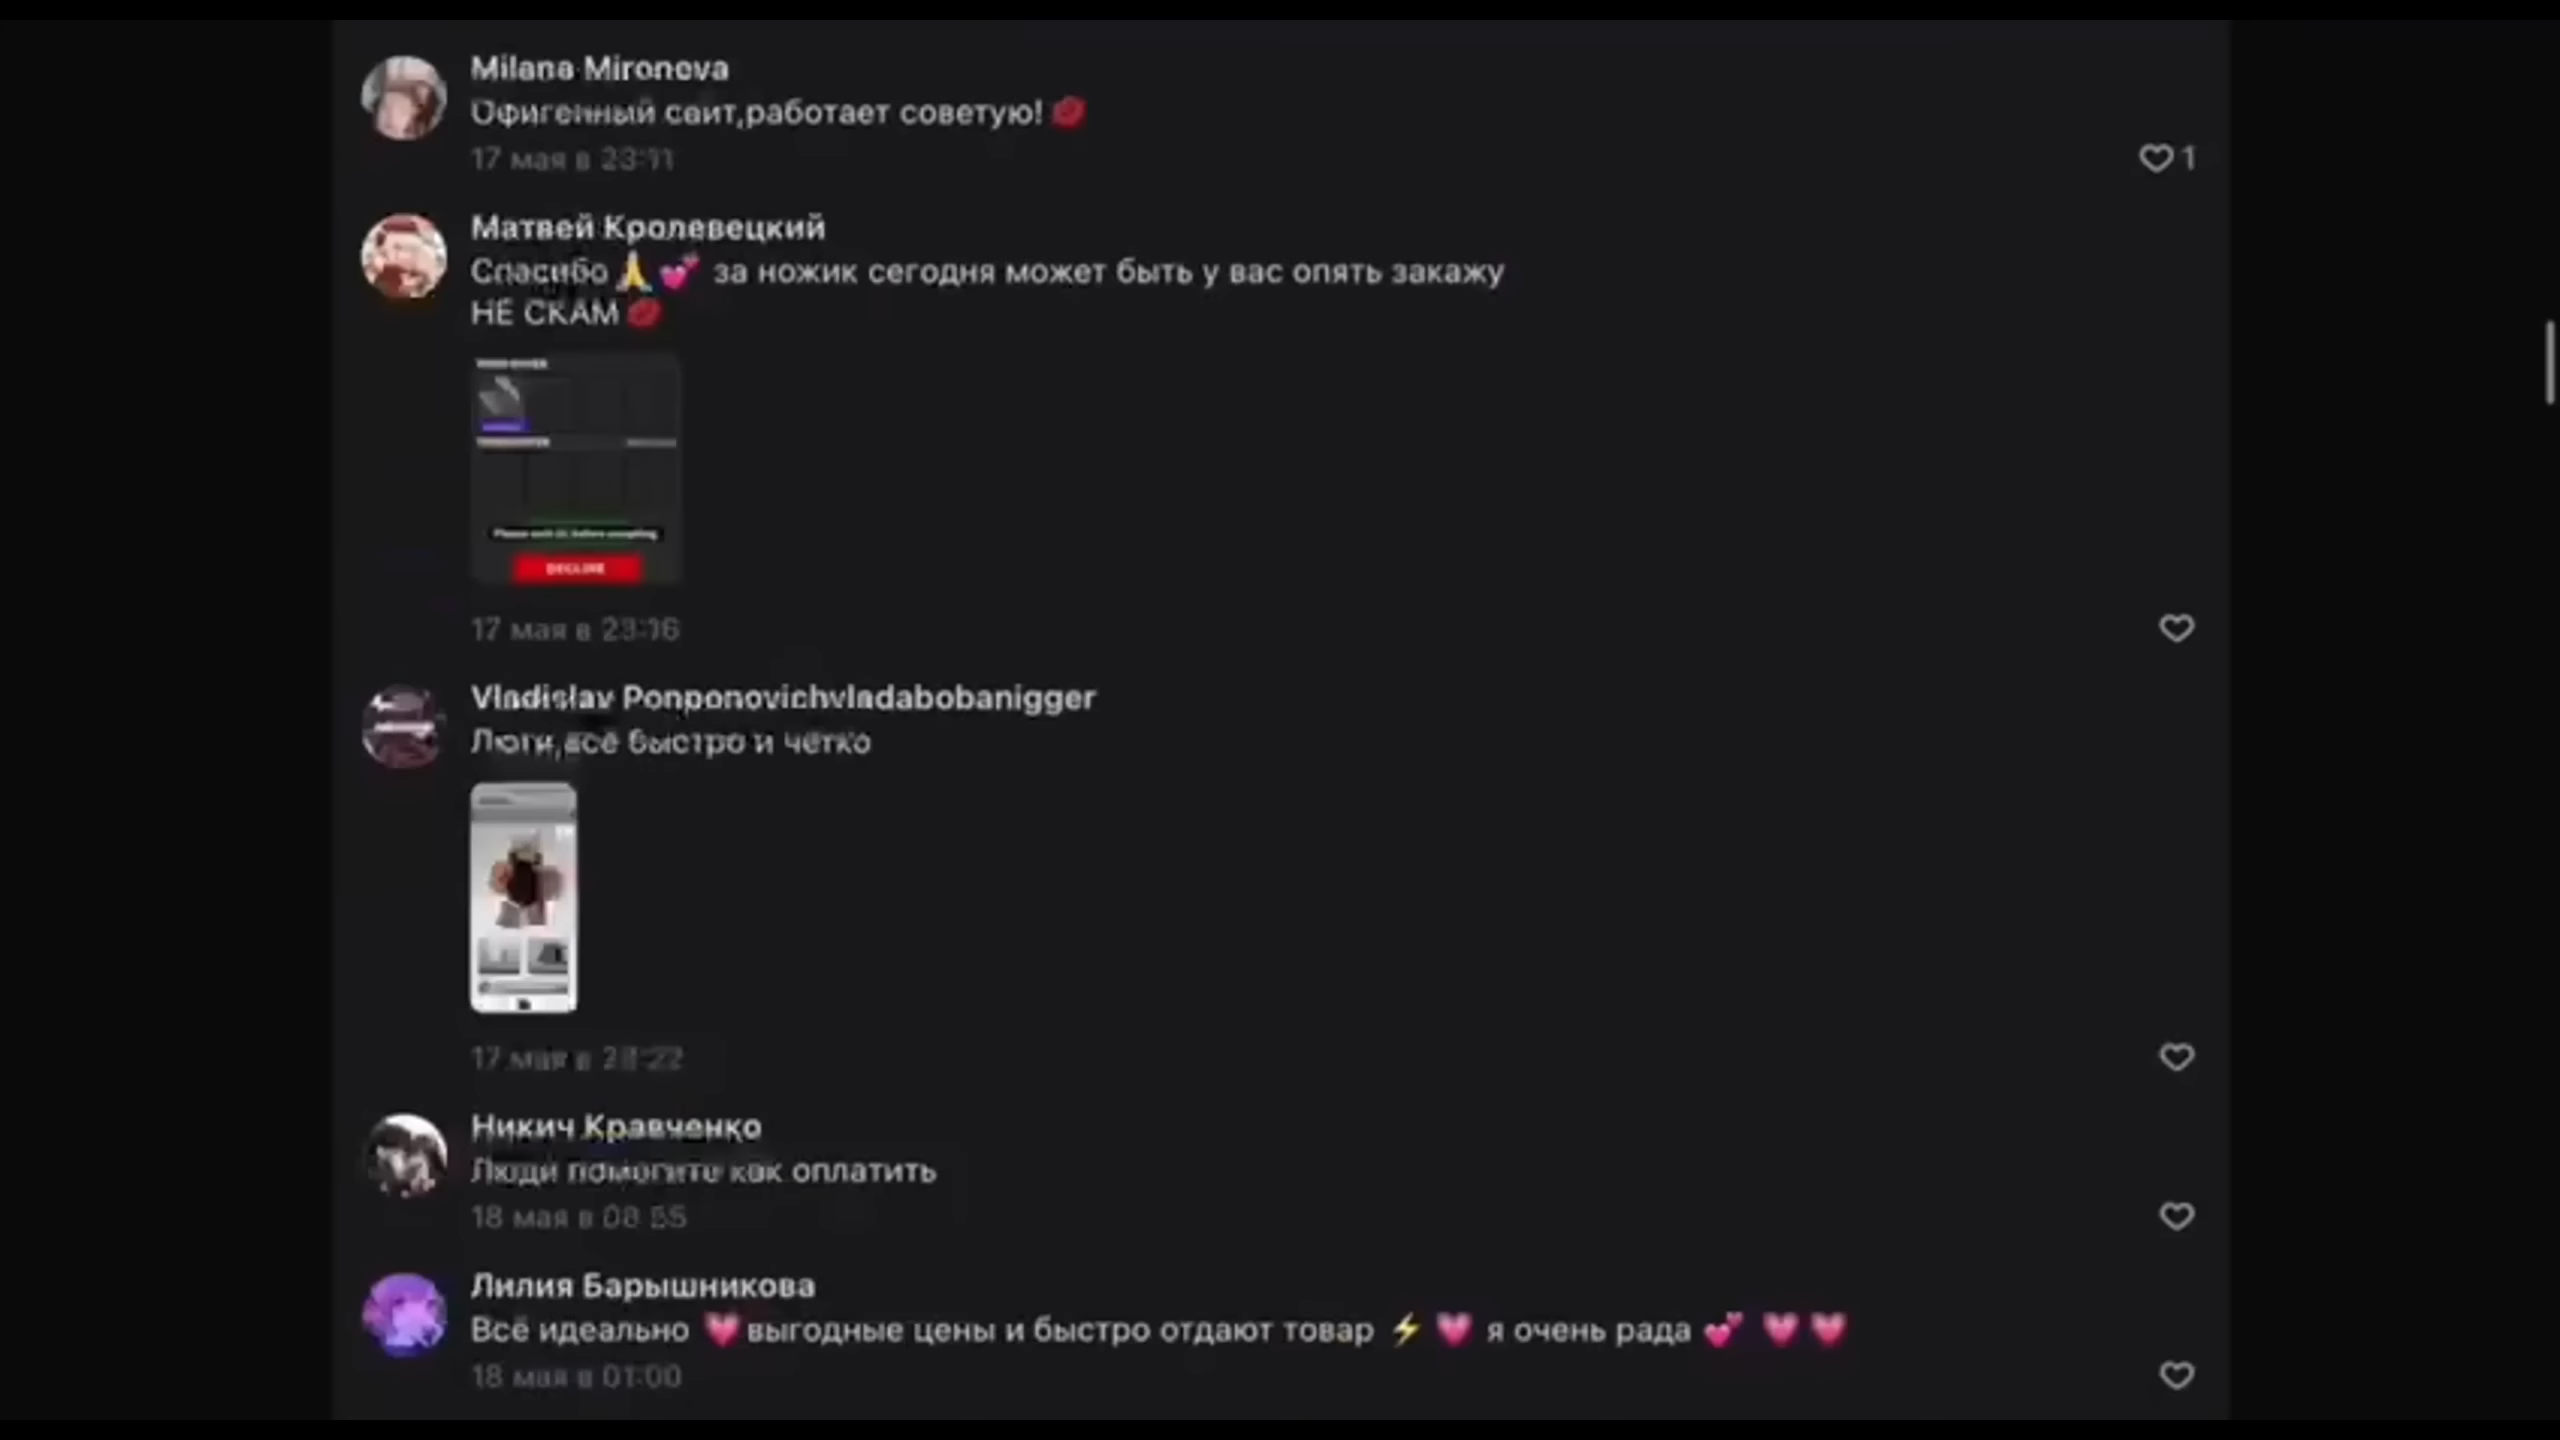 Milana Mironova
Офигенный сайт,работает советую! 💋
17 мая в 23:11
1
Матвей Кролевецкий
Спасибо 🙏 💕 за ножик сегодня может быть у вас опять закажу
НЕ СКАМ 💋
DECLINE
17 мая в 23:16
Vladislav Ponponovichvladabobanigger
Люти,всё быстро и чётко
17 мая в 23:22
Никич Кравченко
Люди помогите как оплатить
18 мая в
Лилия Барышникова
Всё идеально 💗выгодные цены и быстро отдают товар ⚡ 💗 я очень рада 💕 💗 💗
18 мая в 01:00